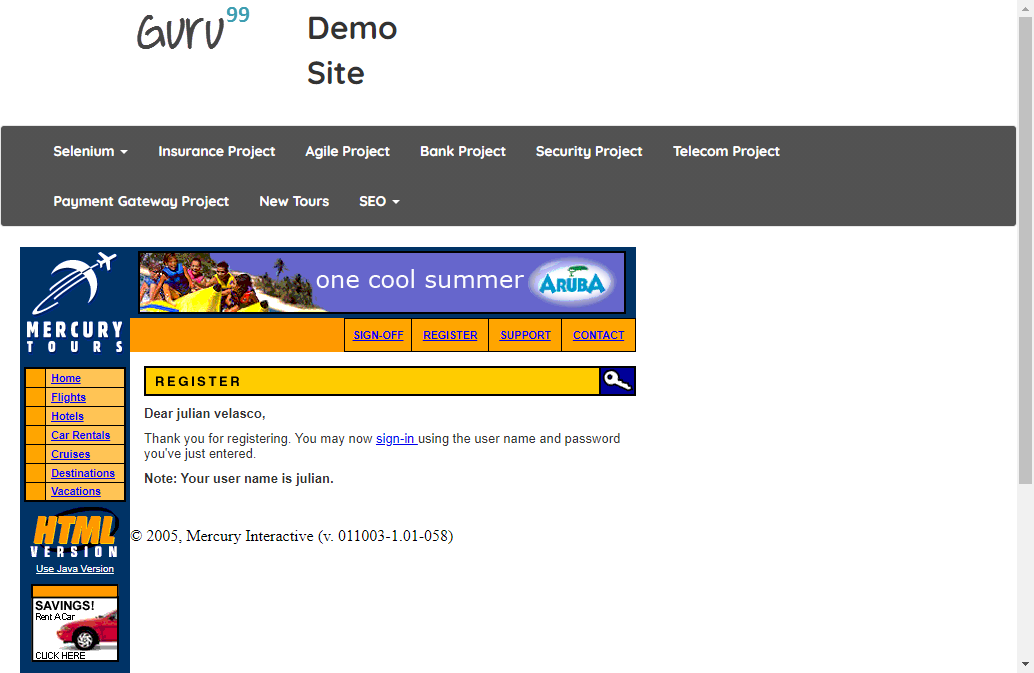 Guru99
Demo
Site
Selenium
Insurance Project
Agile Project
Bank Project
Security Project
Telecom Project
Payment Gateway Project
New Tours
SEO
one cool summer
ARUBA
MERCURY
TOURS
SIGN-OFF
REGISTER
SUPPORT
CONTACT
Home
Flights
Hotels
Car Rentals
Cruises
Destinations
Vacations
HTML
VERSION
Use Java Version
SAVINGS!
Rent A Car
CLICK HERE
REGISTER
Dear julian velasco,
Thank you for registering. You may now sign-in using the user name and password
you've just entered.
Note: Your user name is julian.
© 2005, Mercury Interactive (v. 011003-1.01-058)